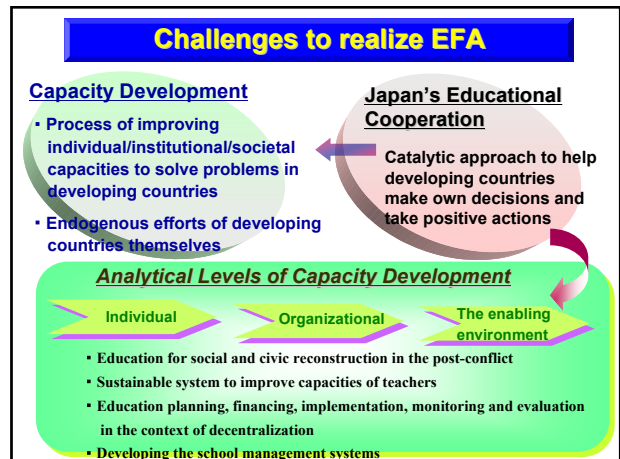 Challenges to realize EFA
Capacity Development
・Process of improving
individual/institutional/societal
capacities to solve problems in
developing countries
・Endogenous efforts of developing
countries themselves
Japan's Educational
Cooperation
Catalytic approach to help
developing countries
make own decisions and
take positive actions
Analytical Levels of Capacity Development
Individual
Organizational
The enabling
environment
▪ Education for social and civic reconstruction in the post-conflict
▪ Sustainable system to improve capacities of teachers
▪ Education planning, financing, implementation, monitoring and evaluation
in the context of decentralization
▪ Developing the school management systems